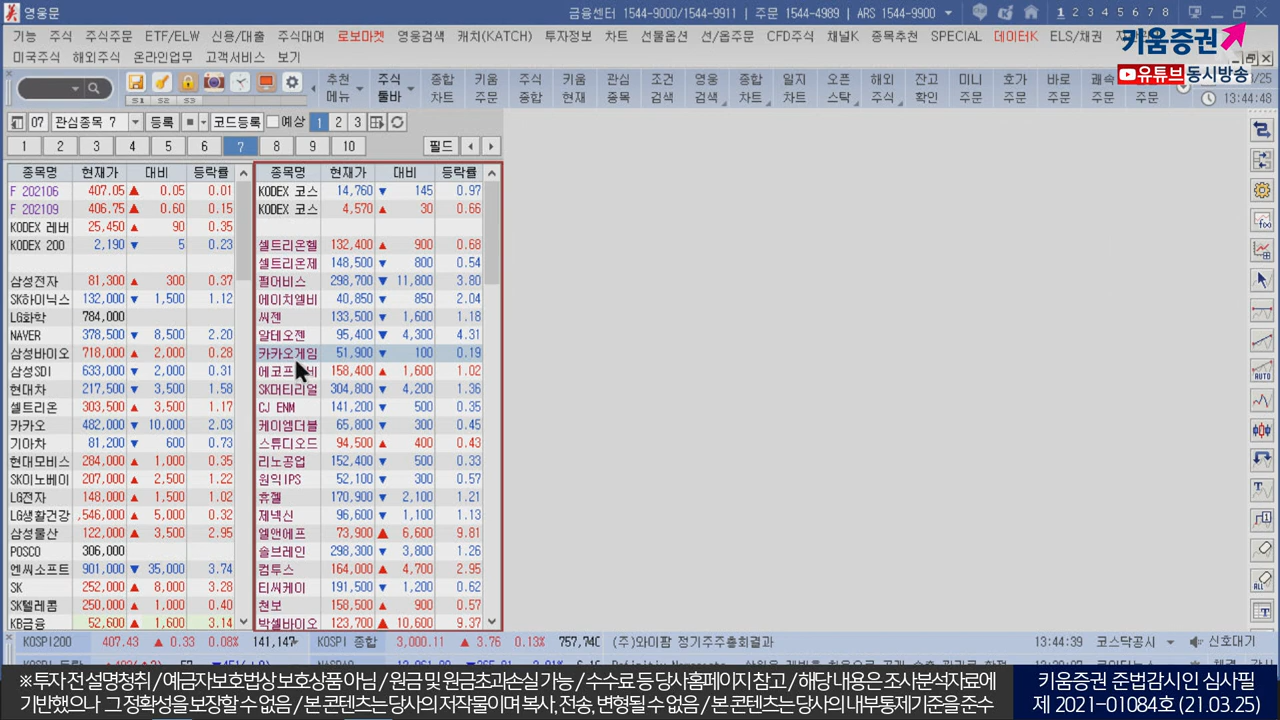 영웅문
금융센터 1544-9000/1544-9911 | 주문 1544-4989 | ARS 1544-9900
1 2 3 4 5 6 7 8
기능 주식 주식주문 ETF/ELW 신용/대출 주식대여 로보마켓 영웅검색 캐치(KATCH) 투자정보 차트 선물옵션 선/옵주문 CFD주식 채널K 종목추천 SPECIAL 데이터K ELS/채권
미국주식 해외주식 온라인업무 고객서비스 보기
키움증권
유튜브 동시방송
S1 S2 S3
추천 메뉴 주식 툴바 종합 차트 키움 주문 주식 종합 키움 현재 관심 종목 조건 검색 영웅 검색 종합 차트 일지 차트 오픈 스탁 해외 주식 잔고 확인 미니 주문 호가 주문 바로 주문 쾌속 주문 주문
13:44:48
07 관심종목 7 등록 코드등록 예상 1 2 3
1 2 3 4 5 6 7 8 9 10 필드
종목명 현재가 대비 등락률
F 202106 407.05 ▲ 0.05 0.01
F 202109 406.75 ▲ 0.60 0.15
KODEX 레버 25,450 ▲ 90 0.35
KODEX 200 2,190 ▼ 5 0.23
삼성전자 81,300 ▲ 300 0.37
SK하이닉스 132,000 ▼ 1,500 1.12
LG화학 784,000
NAVER 378,500 ▼ 8,500 2.20
삼성바이오 718,000 ▲ 2,000 0.28
삼성SDI 633,000 ▼ 2,000 0.31
현대차 217,500 ▼ 3,500 1.58
셀트리온 303,500 ▲ 3,500 1.17
카카오 482,000 ▼ 10,000 2.03
기아차 81,200 ▼ 600 0.73
현대모비스 284,000 ▲ 1,000 0.35
SK이노베이 207,000 ▲ 2,500 1.22
LG전자 148,000 ▲ 1,500 1.02
LG생활건강 ,546,000 ▲ 5,000 0.32
삼성물산 122,000 ▲ 3,500 2.95
POSCO 306,000
엔씨소프트 901,000 ▼ 35,000 3.74
SK 252,000 ▲ 8,000 3.28
SK텔레콤 250,000 ▲ 1,000 0.40
KB금융 52,600 ▲ 1,600 3.14
종목명 현재가 대비 등락률
KODEX 코스 14,760 ▼ 145 0.97
KODEX 코스 4,570 ▲ 30 0.66
셀트리온헬 132,400 ▲ 900 0.68
셀트리온제 148,500 ▼ 800 0.54
펄어비스 298,700 ▼ 11,800 3.80
에이치엘비 40,850 ▼ 850 2.04
씨젠 133,500 ▼ 1,600 1.18
알테오젠 95,400 ▼ 4,300 4.31
카카오게임 51,900 ▼ 100 0.19
에코프 비 158,400 ▲ 1,600 1.02
SK머티리얼 304,800 ▼ 4,200 1.36
CJ ENM 141,200 ▼ 500 0.35
케이엠더블 65,800 ▼ 300 0.45
스튜디오드 94,500 ▲ 400 0.43
리노공업 152,400 ▼ 500 0.33
원익IPS 52,100 ▼ 300 0.57
휴젤 170,900 ▼ 2,100 1.21
제넥신 96,600 ▼ 1,100 1.13
엘앤에프 73,900 ▲ 6,600 9.81
솔브레인 298,300 ▼ 3,800 1.26
컴투스 164,000 ▲ 4,700 2.95
티씨케이 191,500 ▼ 1,200 0.62
천보 158,500 ▲ 900 0.57
박셀바이오 123,700 ▲ 10,600 9.37
KOSPI200 407.43 ▲ 0.33 0.08% 141,147 KOSPI 종합 3,000.11 ▲ 3.76 0.13% 757,740 (주)와이팜 정기주주총회결과 13:44:39 코스닥공시 신호대기
※ 투자 전 설명청취 / 예금자보호법상 보호상품 아님 / 원금 및 원금초과손실 가능 / 수수료 등 당사홈페이지 참고 / 해당 내용은 조사분석자료에
기반했으나 그 정확성을 보장할 수 없음 / 본 콘텐츠는 당사의 저작물이며 복사, 전송, 변형될 수 없음 / 본 콘텐츠는 당사의 내부통제기준을 준수
키움증권 준법감시인 심사필
제 2021-01084호 (21.03.25)